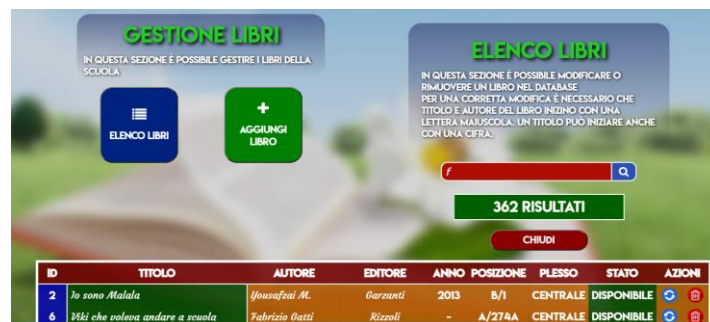 GESTIONE LIBRI
IN QUESTA SEZIONE È POSSIBILE GESTIRE I LIBRI DELLA
SCUOLA
ELENCO LIBRI
AGGIUNGI
LIBRO
ELENCO LIBRI
IN QUESTA SEZIONE È POSSIBILE MODIFICARE O
RIMUOVERE UN LIBRO NEL DATABASE
PER UNA CORRETTA MODIFICA È NECESSARIO CHE
TITOLO E AUTORE DEL LIBRO INIZINO CON UNA
LETTERA MAIUSCOLA. UN TITOLO PUÒ INIZIARE ANCHE
CON UNA CIFRA.
f
362 RISULTATI
CHIUDI
ID TITOLO AUTORE EDITORE ANNO POSIZIONE PLESSO STATO AZIONI
2 Io sono Malala Yousafzai M. Garzanti 2013 B/1 CENTRALE DISPONIBILE
6 Viki che voleva andare a scuola Fabrizio Gatti Rizzoli - A/274A CENTRALE DISPONIBILE